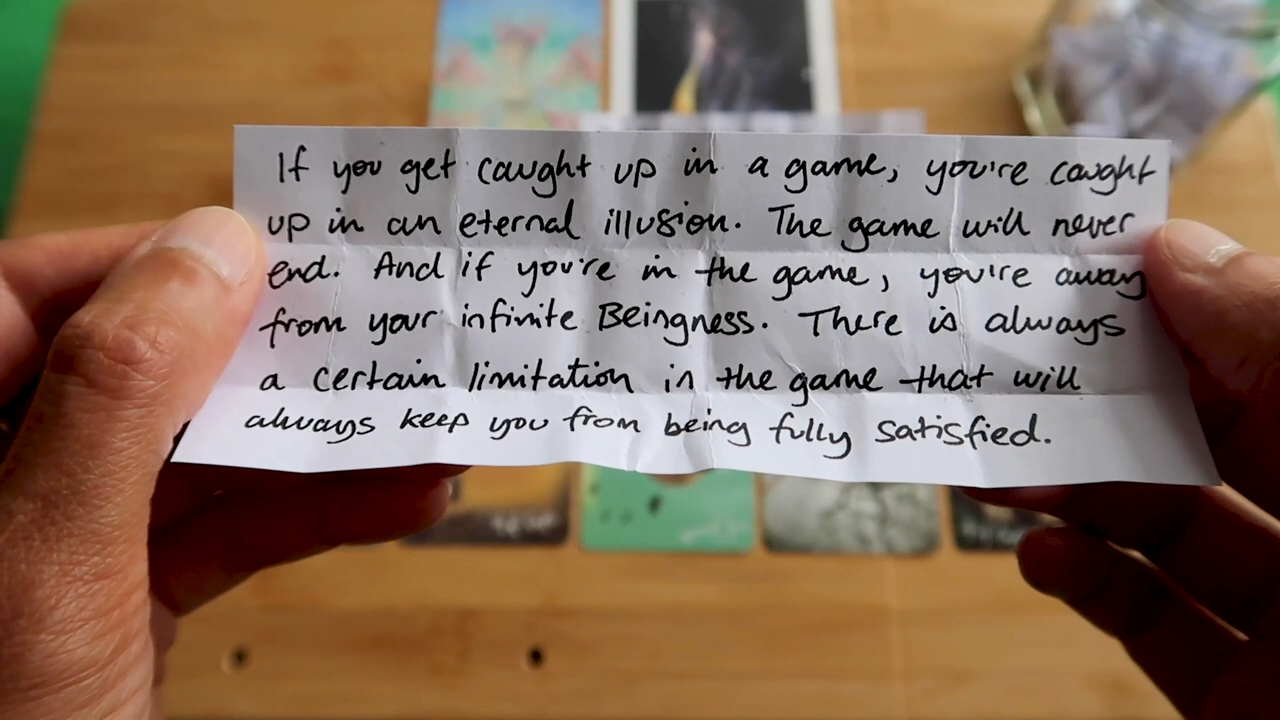 If you get caught up in a game, you're caught
up in an eternal illusion. The game will never
end. And if you're in the game, you're away
from your infinite Beingness. There is always
a certain limitation in the game that will
always keep you from being fully satisfied.